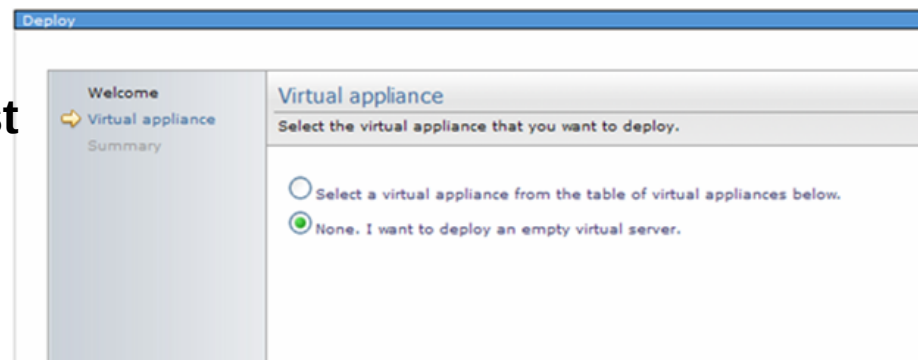 Deploy
Welcome
Virtual appliance
Summary
Virtual appliance
Select the virtual appliance that you want to deploy.
Select a virtual appliance from the table of virtual appliances below.
None. I want to deploy an empty virtual server.